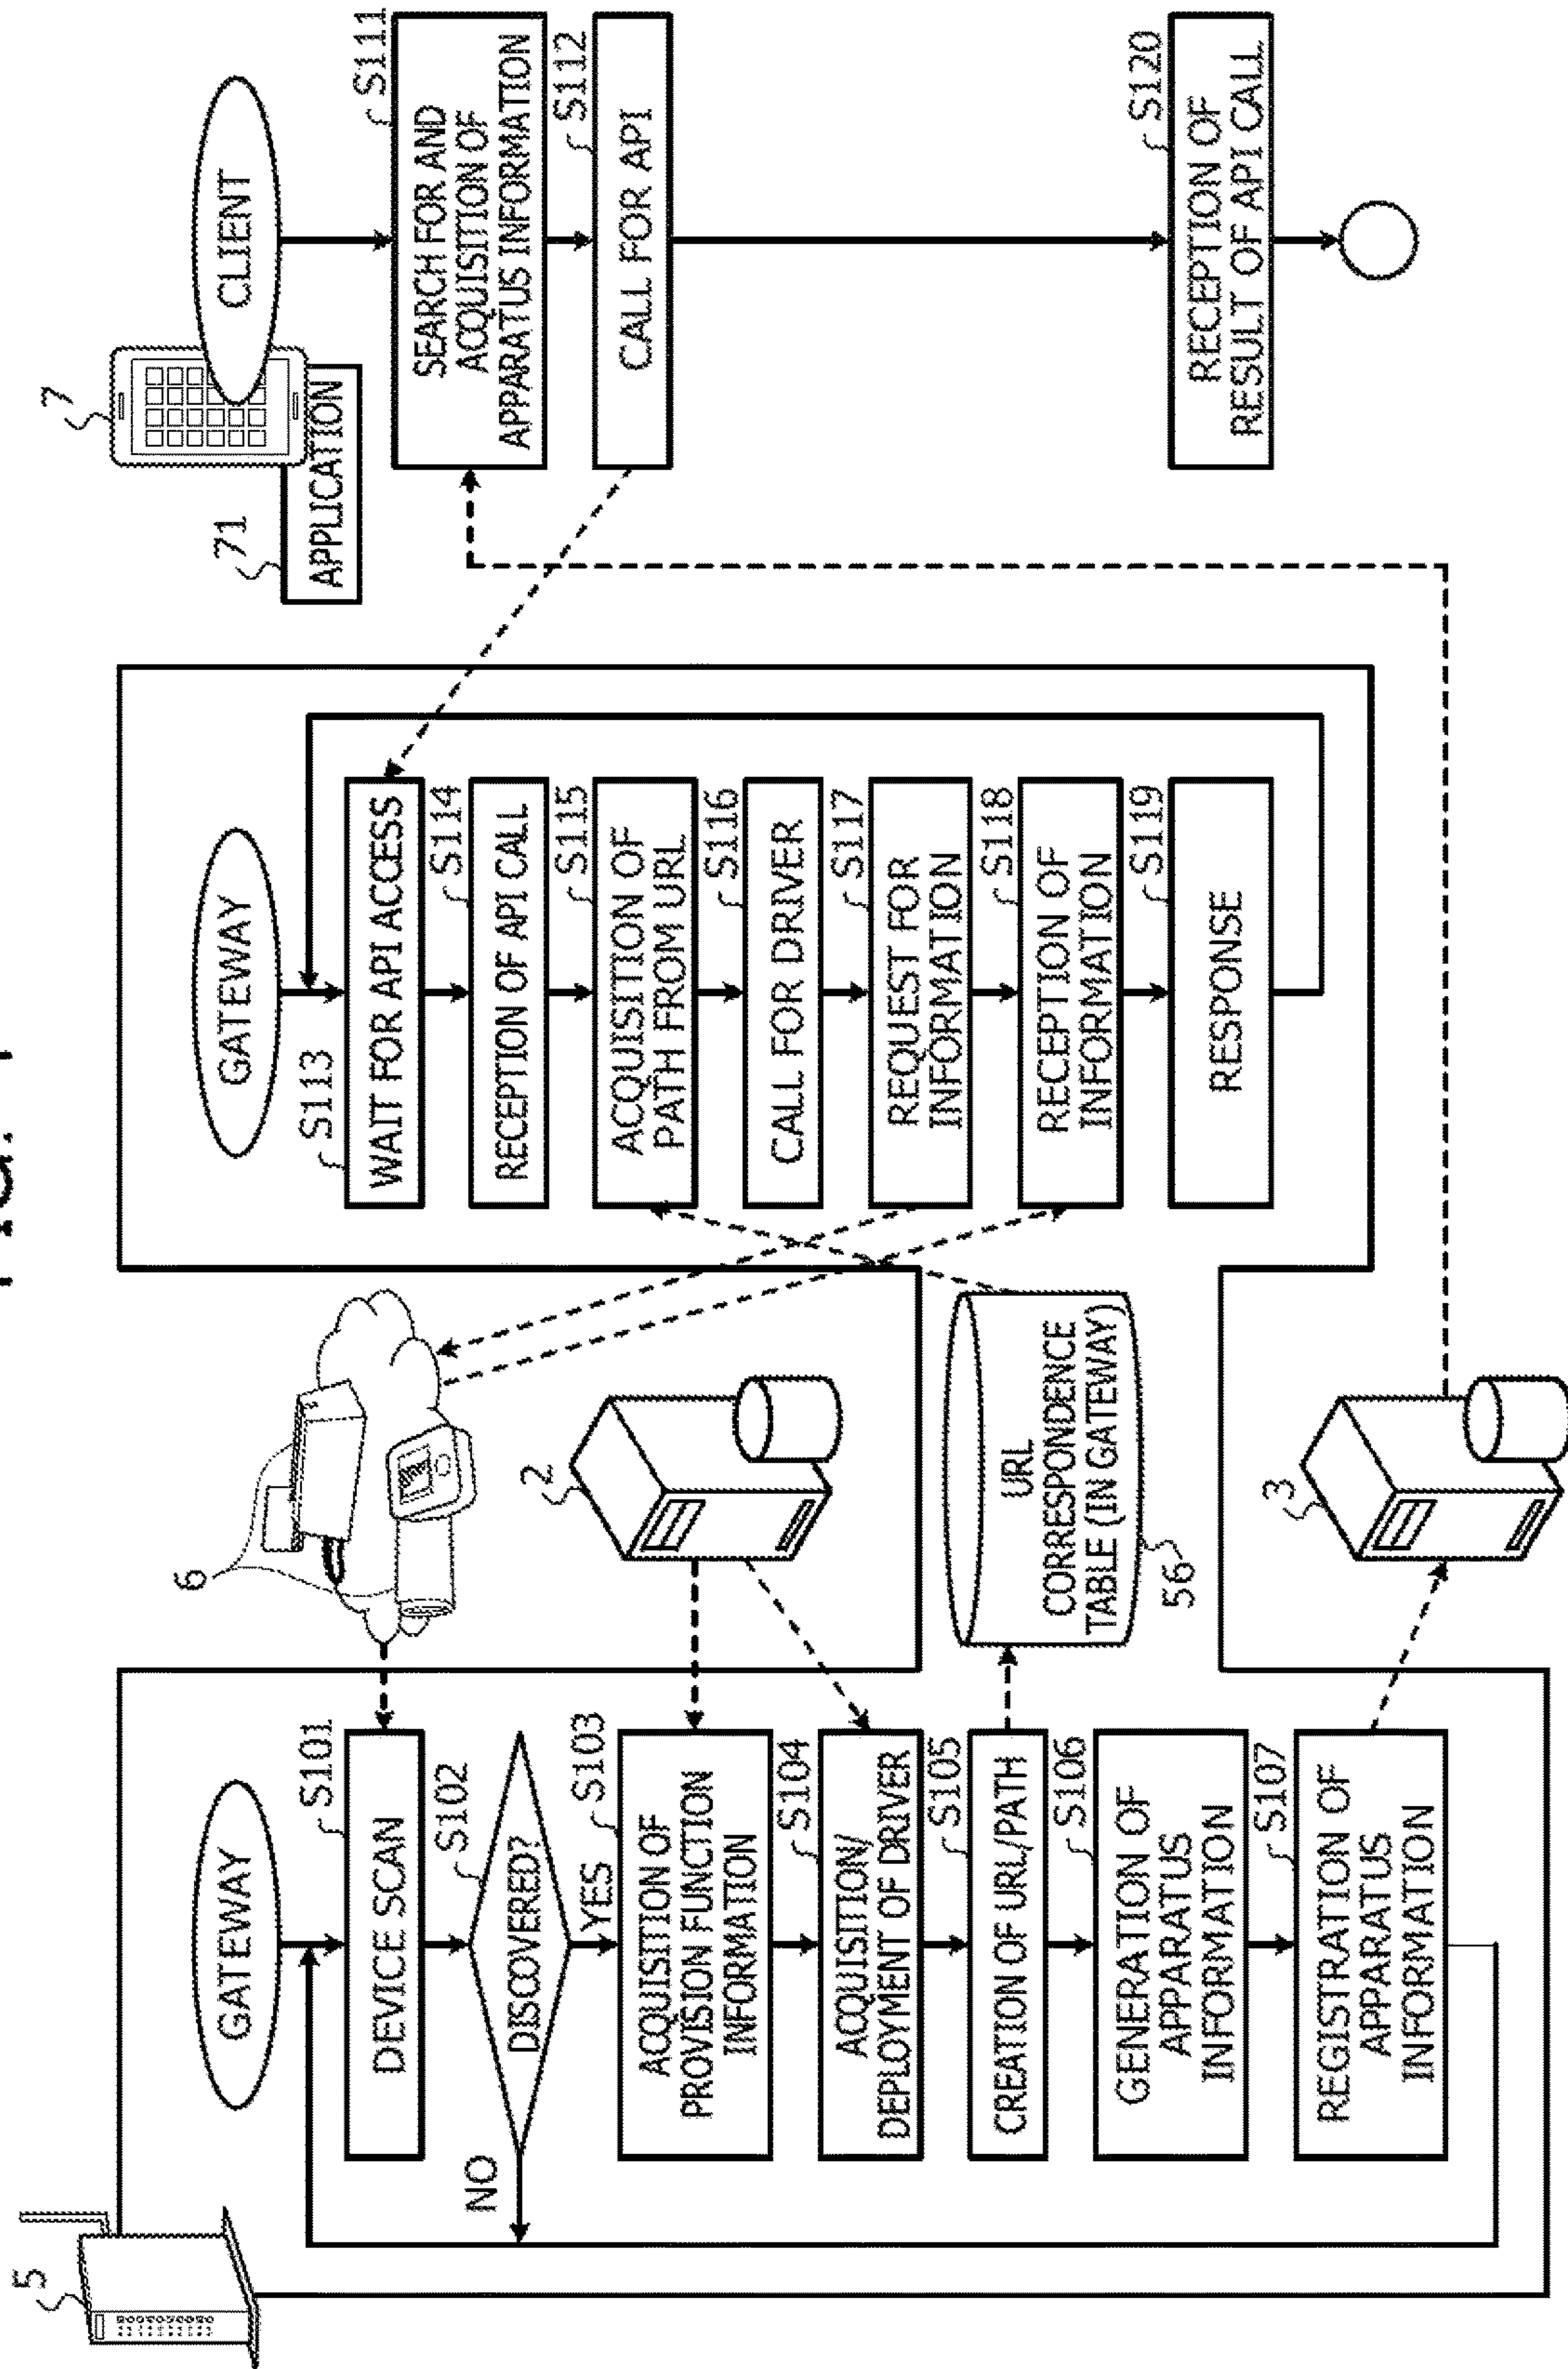 5
GATEWAY
S101
DEVICE SCAN
S102
DISCOVERED?
NO
YES
S103
ACQUISITION OF
PROVISION FUNCTION
INFORMATION
S104
ACQUISITION/
DEPLOYMENT OF DRIVER
S105
CREATION OF URL/PATH
S106
GENERATION OF
APPARATUS
INFORMATION
S107
REGISTRATION OF
APPARATUS
INFORMATION
6
2
URL
CORRESPONDENCE
TABLE (IN GATEWAY)
56
3
GATEWAY
S113
WAIT FOR API ACCESS
S114
RECEPTION OF API CALL
S115
ACQUISITION OF
PATH FROM URL
S116
CALL FOR DRIVER
S117
REQUEST FOR
INFORMATION
S118
RECEPTION OF
INFORMATION
S119
RESPONSE
7
71
APPLICATION
CLIENT
S111
SEARCH FOR AND
ACQUISITION OF
APPARATUS INFORMATION
S112
CALL FOR API
S120
RECEPTION OF
RESULT OF API CALL